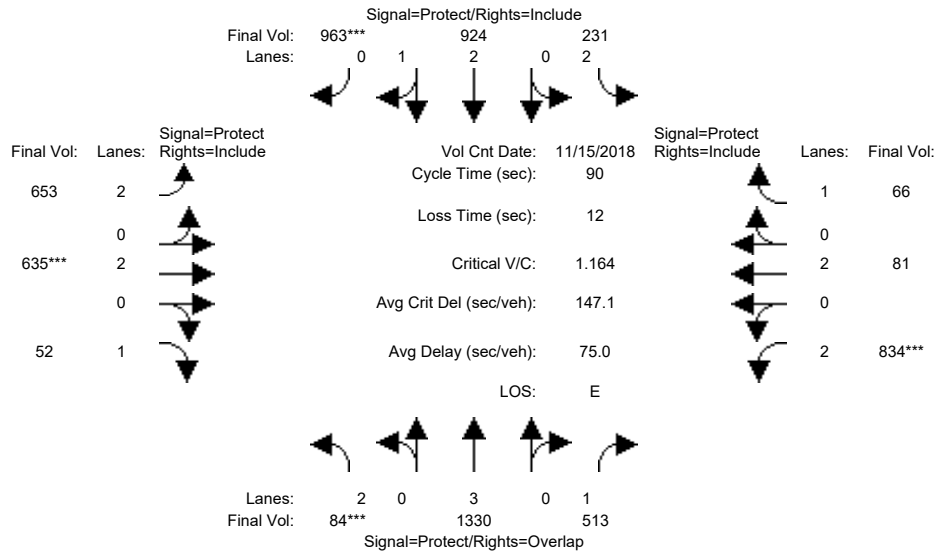 Signal=Protect/Rights=Include
Final Vol: 963*** 924 231
Lanes: 0 1 2 0 2
Signal=Protect
Final Vol: Lanes: Rights=Include
Vol Cnt Date: 11/15/2018
Signal=Protect
Rights=Include Lanes: Final Vol:
Cycle Time (sec): 90
653 2
1 66
Loss Time (sec): 12
0
0
635*** 2
Critical V/C: 1.164
2 81
0
Avg Crit Del (sec/veh): 147.1
0
52 1
Avg Delay (sec/veh): 75.0
2 834***
LOS: E
Lanes: 2 0 3 0 1
Final Vol: 84*** 1330 513
Signal=Protect/Rights=Overlap